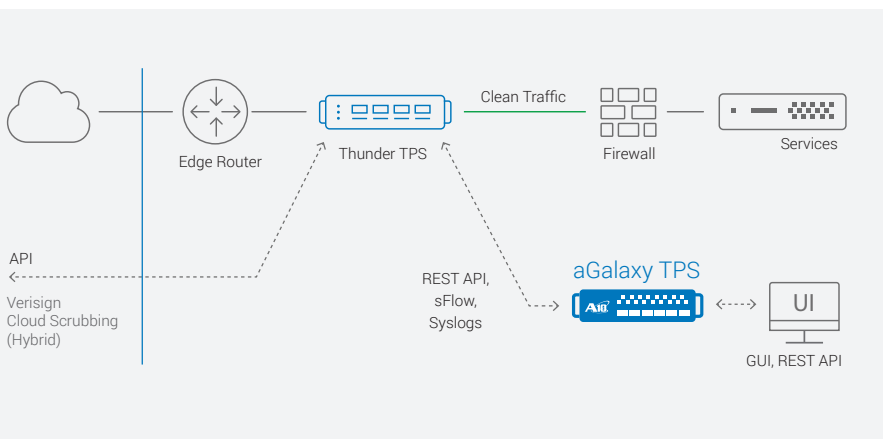 Clean Traffic
Edge Router
Thunder TPS
Firewall
Services
API
Verisign
Cloud Scrubbing
(Hybrid)
REST API,
sFlow,
Syslogs
aGalaxy TPS
A10
UI
GUI, REST API